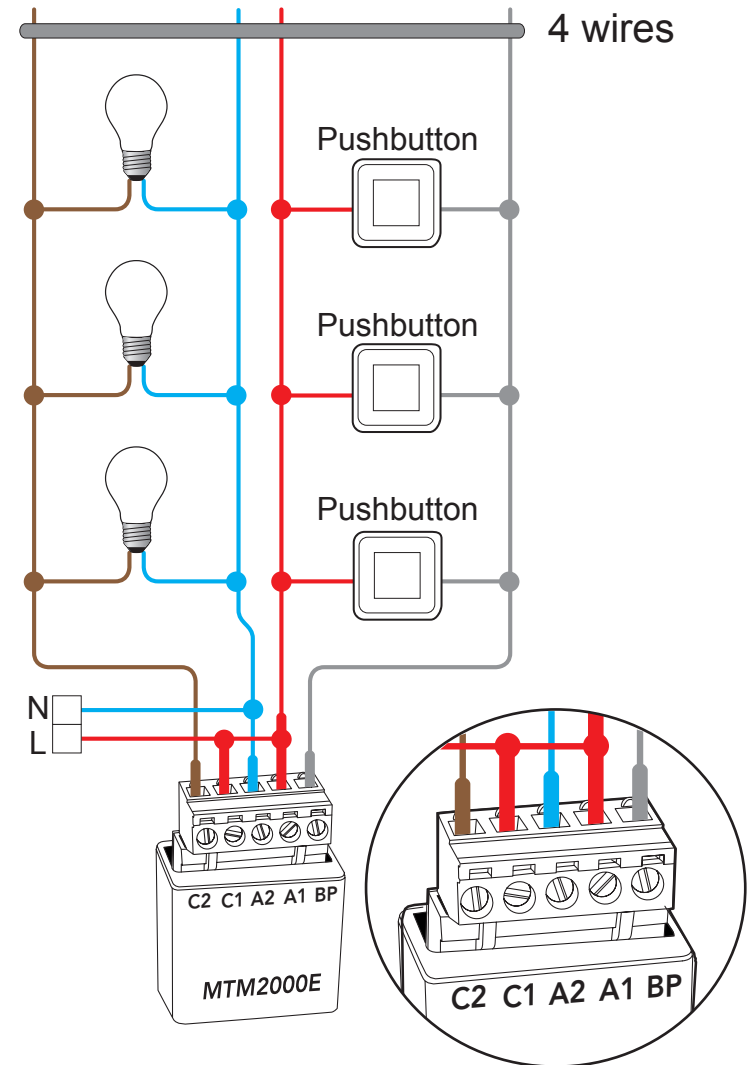 4 wires
Pushbutton
Pushbutton
Pushbutton
N
L
C2 C1 A2 A1 BP
MTM2000E
C2 C1 A2 A1 BP